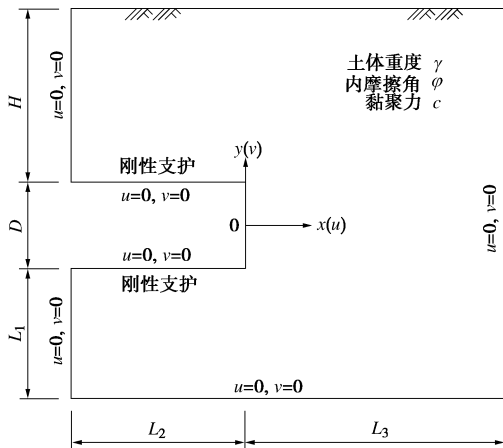 土体重度 γ
内摩擦角 φ
黏聚力 c
H
u=0, v=0
刚性支护
y(v)
u=0, v=0
D
0
x(u)
u=0, v=0
u=0, v=0
刚性支护
L1
u=0, v=0
u=0, v=0
L2
L3